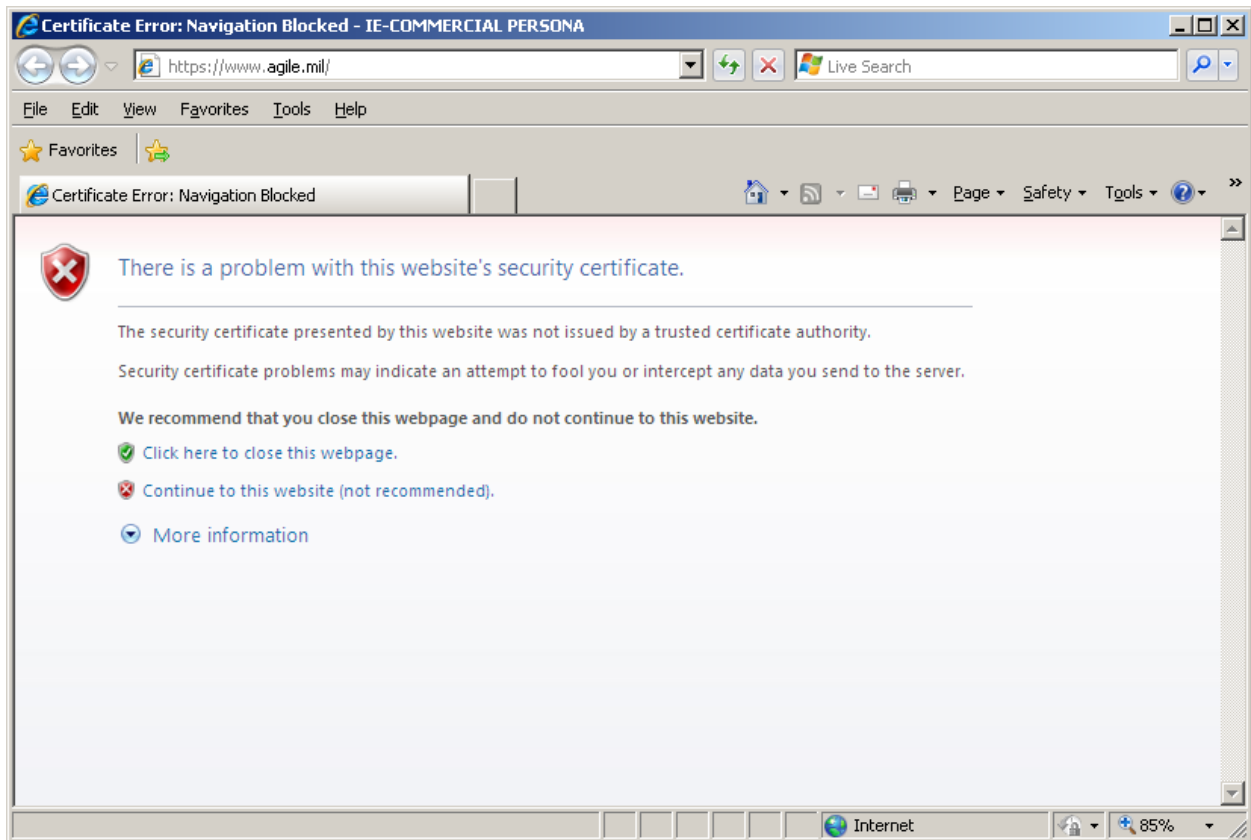 Certificate Error: Navigation Blocked - IE-COMMERCIAL PERSONA
https://www.agile.mil/
Live Search
File Edit View Favorites Tools Help
Favorites
Certificate Error: Navigation Blocked
Page Safety Tools »
There is a problem with this website's security certificate.
The security certificate presented by this website was not issued by a trusted certificate authority.
Security certificate problems may indicate an attempt to fool you or intercept any data you send to the server.
We recommend that you close this webpage and do not continue to this website.
Click here to close this webpage.
Continue to this website (not recommended).
More information
Internet 85%